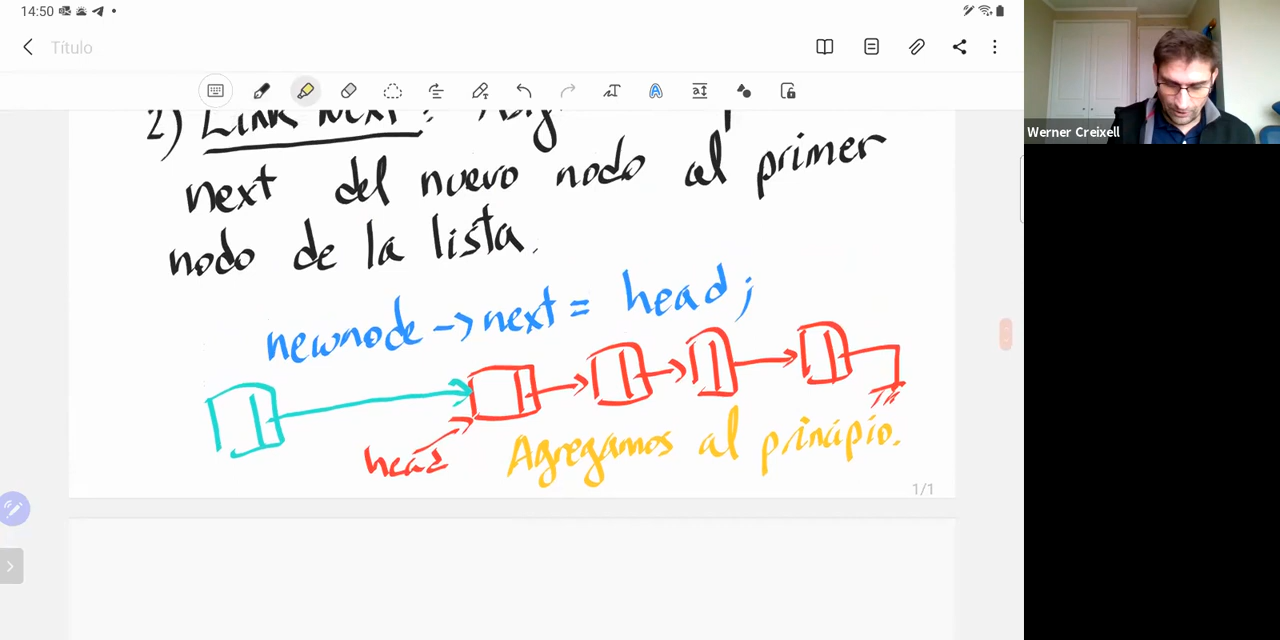 14:50
Título
Werner Creixell
2) Link Next:
next del nuevo nodo al primer
nodo de la lista.
newnode->next = head;
head
Agregamos al principio.
1/1